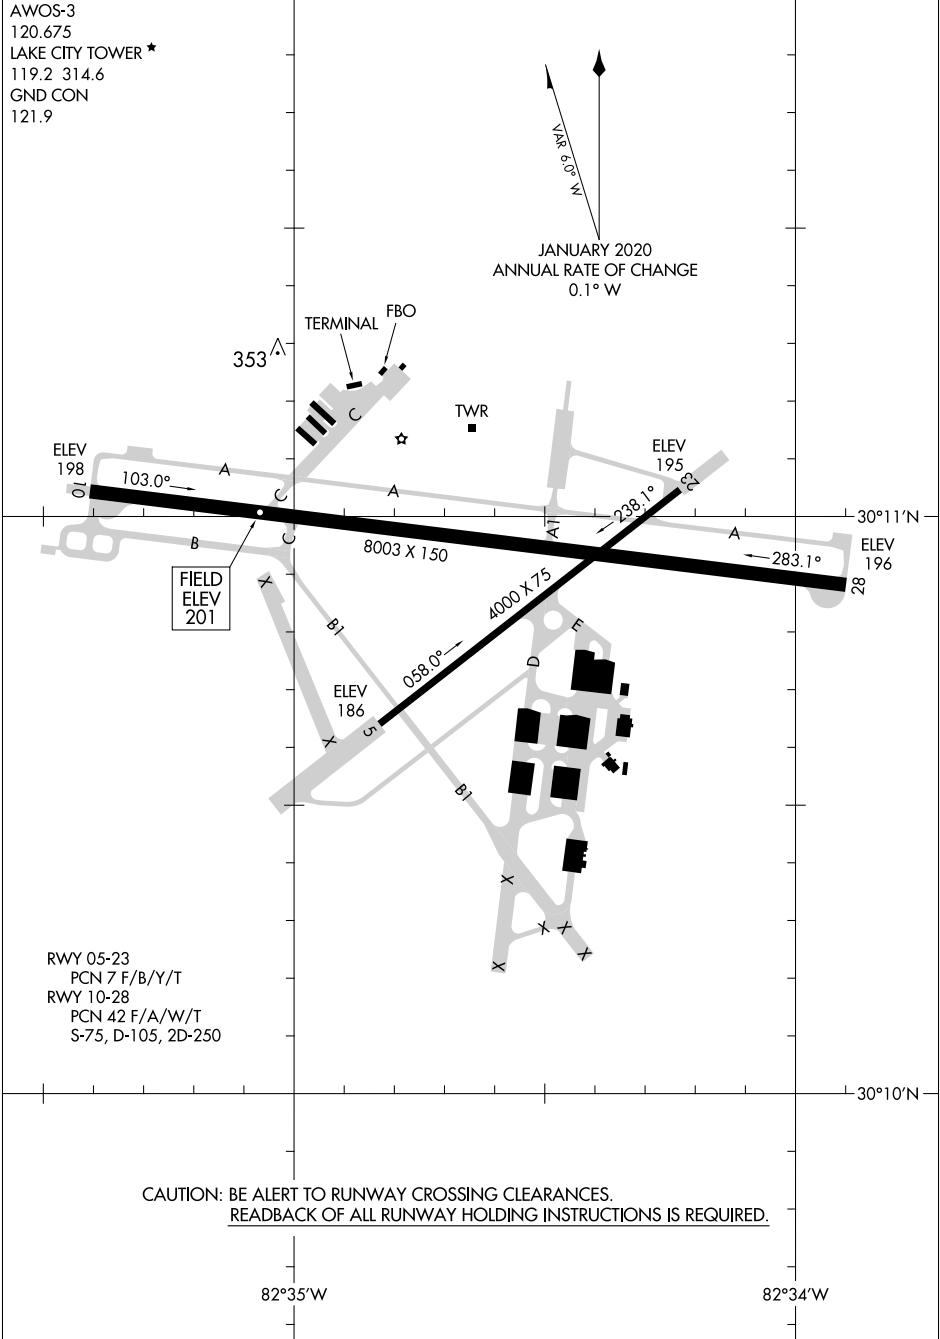 AWOS-3
120.675
LAKE CITY TOWER ★
119.2 314.6
GND CON
121.9
VAR 6.0° W
JANUARY 2020
ANNUAL RATE OF CHANGE
0.1° W
FBO
TERMINAL
353
C
TWR
ELEV
198
ELEV
195
A
10
103.0°
C
A
23
238.1°
30°11'N
A1
A
B
C
8003 X 150
283.1°
ELEV
196
28
FIELD
ELEV
201
X
4000 X 75
B1
E
D
058.0°
ELEV
186
5
X
B1
X
X
X
X
X
RWY 05-23
PCN 7 F/B/Y/T
RWY 10-28
PCN 42 F/A/W/T
S-75, D-105, 2D-250
30°10'N
CAUTION: BE ALERT TO RUNWAY CROSSING CLEARANCES.
READBACK OF ALL RUNWAY HOLDING INSTRUCTIONS IS REQUIRED.
82°35'W
82°34'W